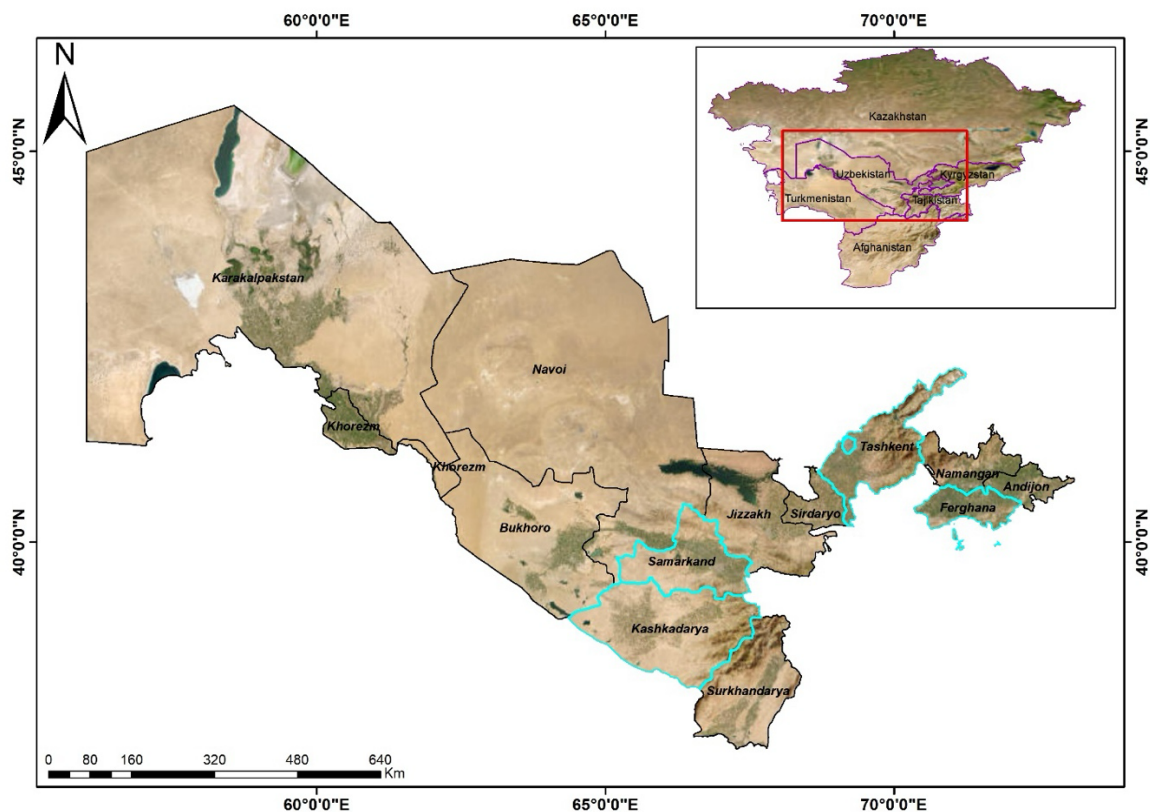 60°0'0"E
65°0'0"E
70°0'0"E
N
45°0'0"N
45°0'0"N
Kazakhstan
Uzbekistan
Kyrgyzstan
Turkmenistan
Tajikistan
Afghanistan
Karakalpakstan
Navoi
Khorezm
Khorezm
Tashkent
Namangan
Andijon
Ferghana
Bukhoro
Jizzakh
Sirdaryo
40°0'0"N
40°0'0"N
Samarkand
Kashkadarya
Surkhandarya
0 80 160 320 480 640
Km
60°0'0"E
65°0'0"E
70°0'0"E